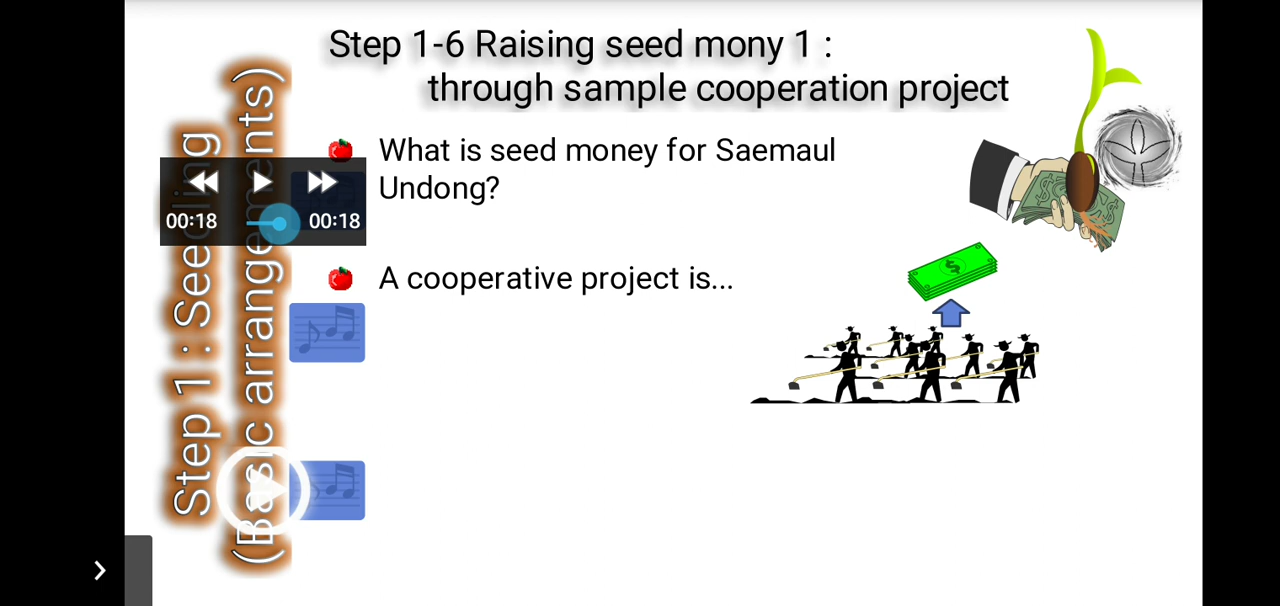 Step 1-6 Raising seed mony 1 :
through sample cooperation project
What is seed money for Saemaul
Undong?
A cooperative project is...
00:18
00:18
Step 1 : Seedling
(Basic arrangements)